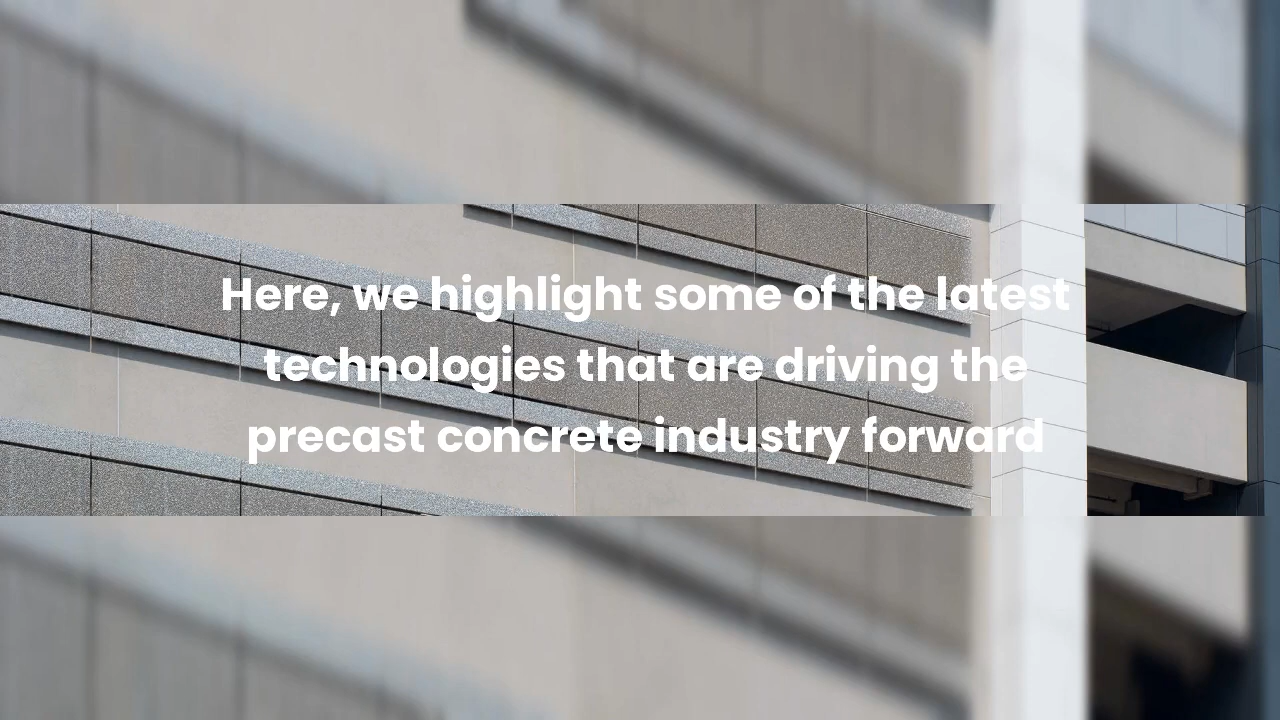 Here, we highlight some of the latest
technologies that are driving the
precast concrete industry forward